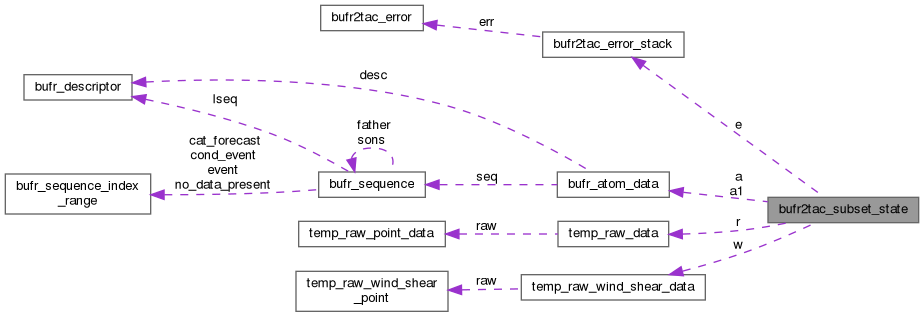 bufr2tac_error
err
bufr2tac_error_stack
bufr_descriptor
desc
lseq
e
father
sons
cat_forecast
cond_event
event
no_data_present
bufr_sequence_index
_range
bufr_sequence
seq
bufr_atom_data
a
a1
bufr2tac_subset_state
temp_raw_point_data
raw
temp_raw_data
r
w
temp_raw_wind_shear
_point
raw
temp_raw_wind_shear_data